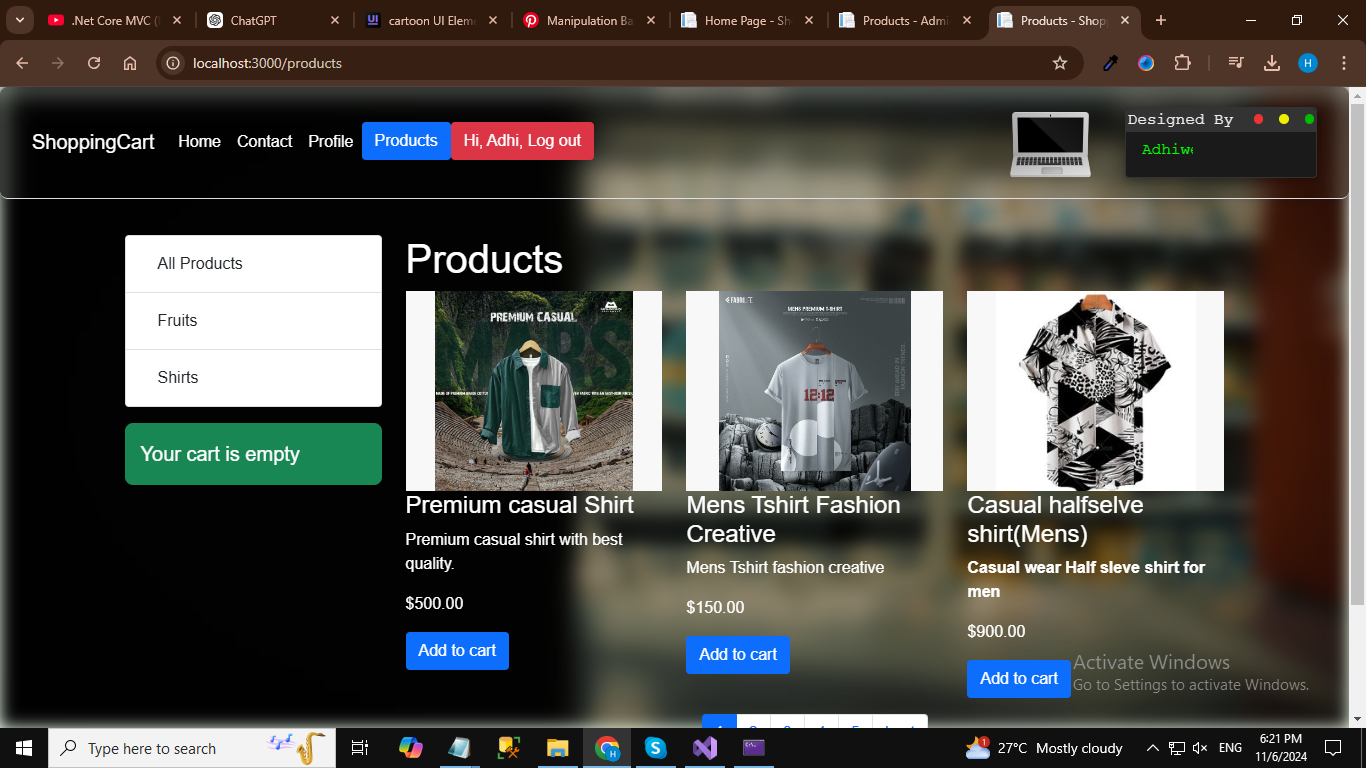 .Net Core MVC (
ChatGPT
cartoon UI Elem
Manipulation Ba
Home Page - Sh
Products - Admi
Products - Shopp
localhost:3000/products
H
ShoppingCart
Home
Contact
Profile
Products
Hi, Adhi, Log out
Designed By
Adhiwe
All Products
Fruits
Shirts
Your cart is empty
Products
PREMIUM CASUAL
MENS PREMIUM T-SHIRT
12:12
Premium casual Shirt
Premium casual shirt with best
quality.
$500.00
Add to cart
Mens Tshirt Fashion
Creative
Mens Tshirt fashion creative
$150.00
Add to cart
Casual halfselve
shirt(Mens)
Casual wear Half sleve shirt for
men
$900.00
Add to cart
Activate Windows
Go to Settings to activate Windows.
Type here to search
1
27°C Mostly cloudy
ENG
6:21 PM
11/6/2024